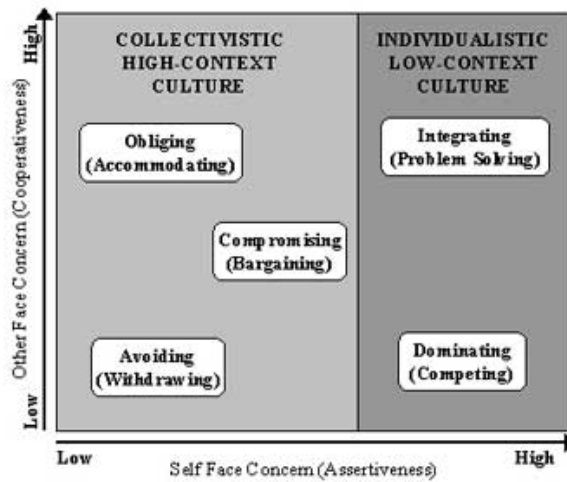 COLLECTIVISTIC
HIGH-CONTEXT
CULTURE
INDIVIDUALISTIC
LOW-CONTEXT
CULTURE
High
Other Face Concern (Cooperativeness)
Low
Obliging
(Accommodating)
Integrating
(Problem Solving)
Compromising
(Bargaining)
Avoiding
(Withdrawing)
Dominating
(Competing)
Low
High
Self Face Concern (Assertiveness)